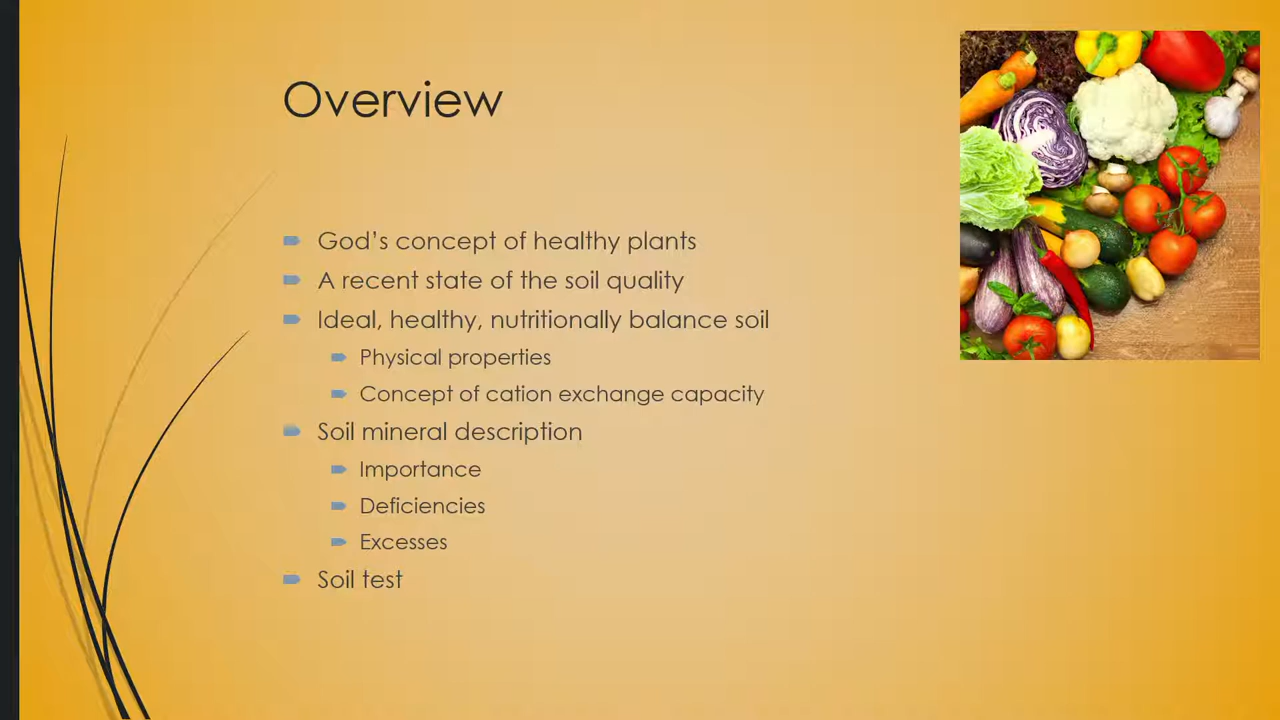 Overview
God’s concept of healthy plants
A recent state of the soil quality
Ideal, healthy, nutritionally balance soil
Physical properties
Concept of cation exchange capacity
Soil mineral description
Importance
Deficiencies
Excesses
Soil test